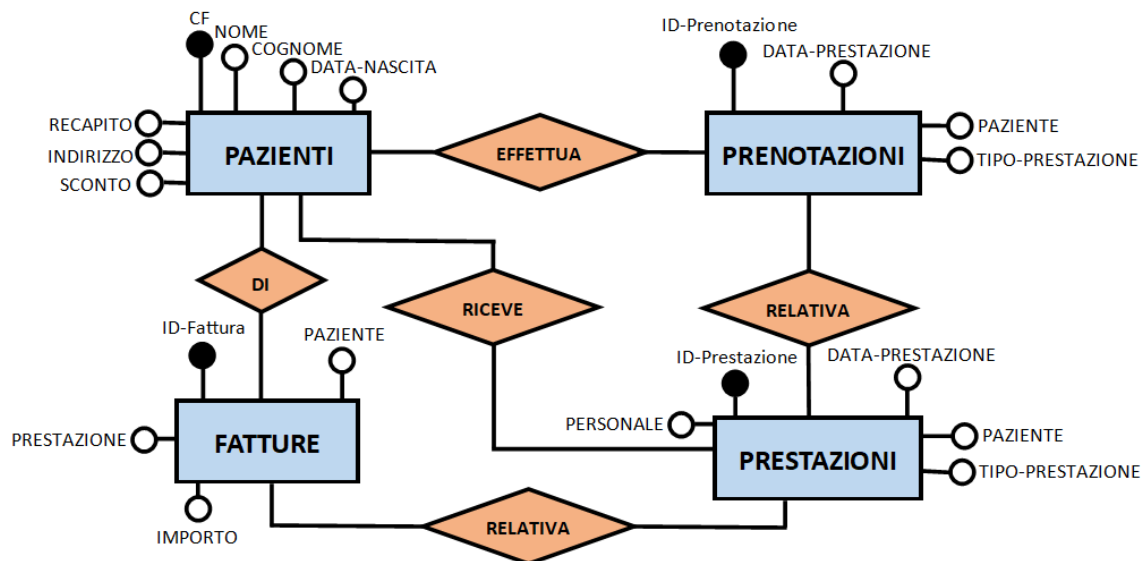 CF
NOME
COGNOME
DATA-NASCITA
RECAPITO
INDIRIZZO
SCONTO
PAZIENTI
EFFETTUA
ID-Prenotazione
DATA-PRESTAZIONE
PRENOTAZIONI
PAZIENTE
TIPO-PRESTAZIONE
DI
RICEVE
RELATIVA
ID-Fattura
PAZIENTE
PRESTAZIONE
FATTURE
IMPORTO
ID-Prestazione
DATA-PRESTAZIONE
PERSONALE
PRESTAZIONI
PAZIENTE
TIPO-PRESTAZIONE
RELATIVA